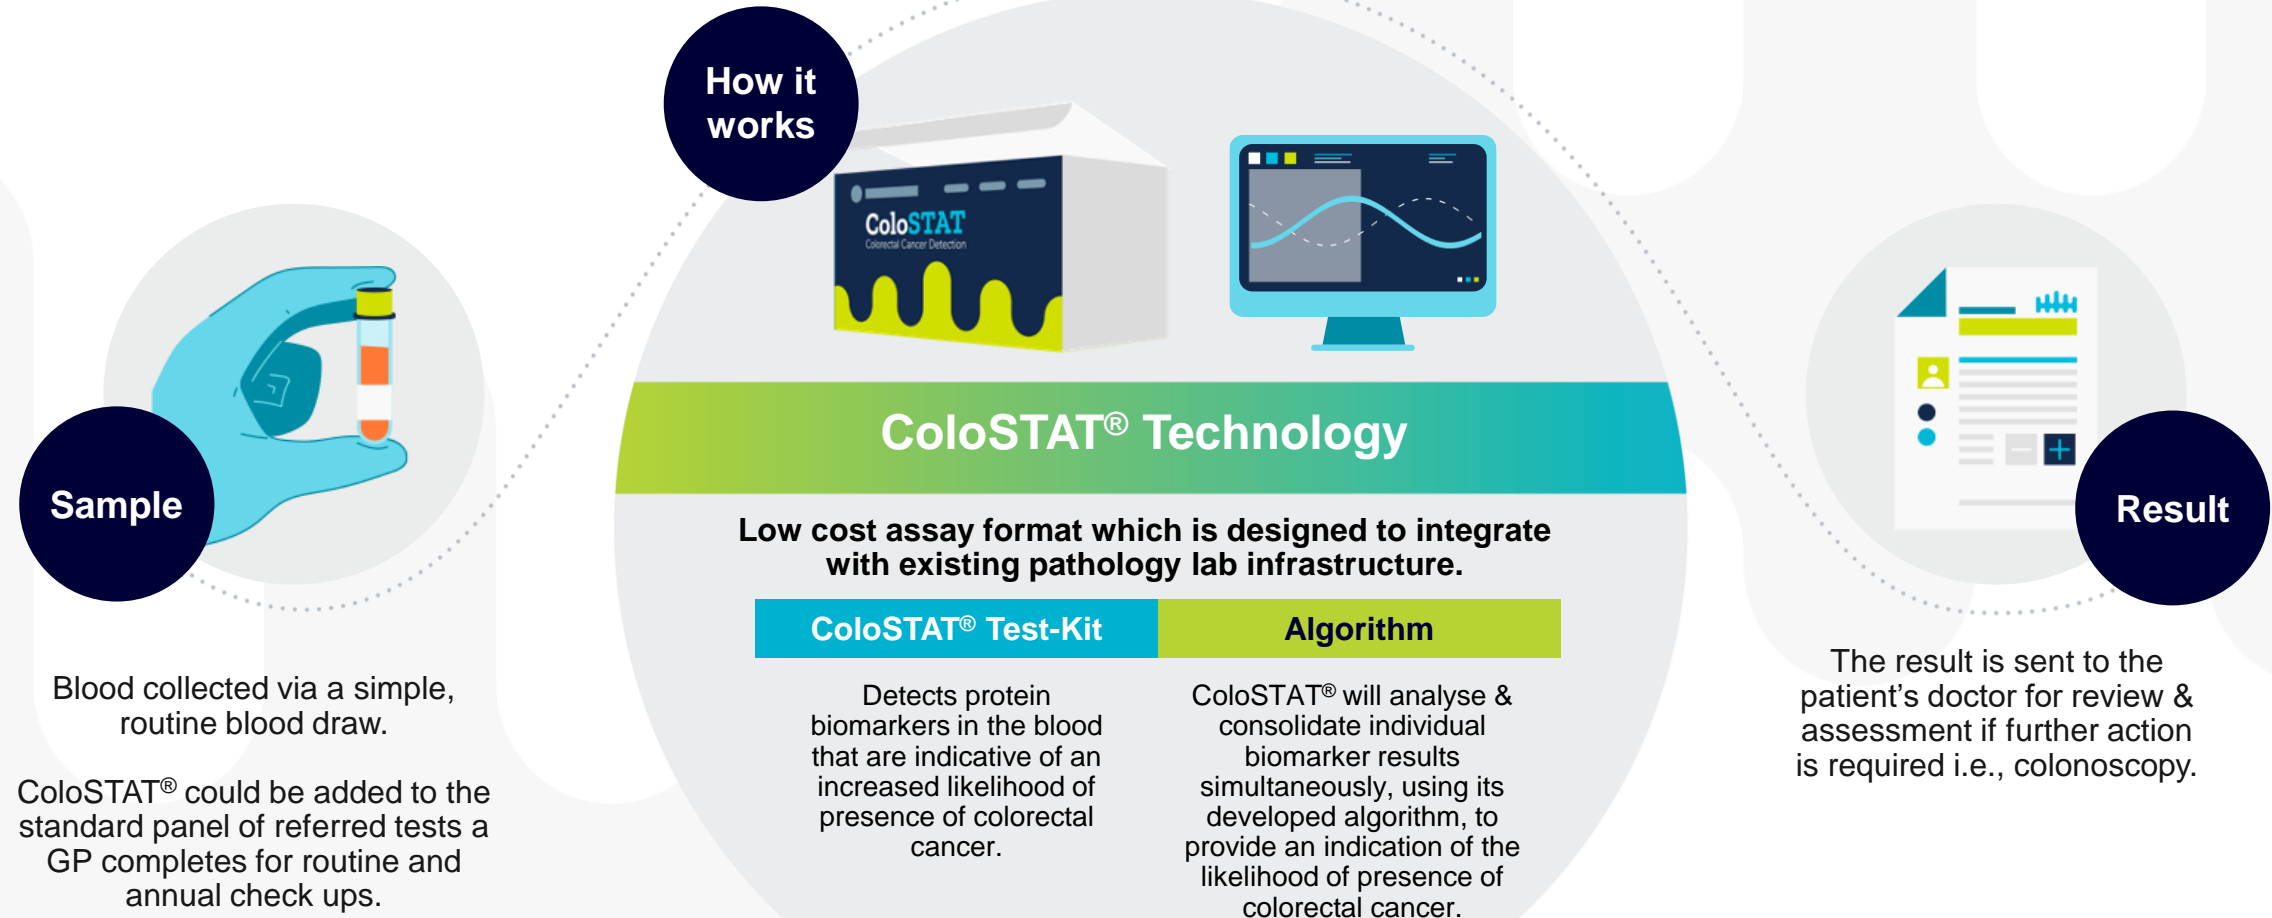 How it
works
ColoSTAT
Colorectal Cancer Detection
Sample
Blood collected via a simple,
routine blood draw.
ColoSTAT® could be added to the
standard panel of referred tests a
GP completes for routine and
annual check ups.
ColoSTAT® Technology
Low cost assay format which is designed to integrate
with existing pathology lab infrastructure.
ColoSTAT® Test-Kit
Detects protein
biomarkers in the blood
that are indicative of an
increased likelihood of
presence of colorectal
cancer.
Algorithm
ColoSTAT® will analyse &
consolidate individual
biomarker results
simultaneously, using its
developed algorithm, to
provide an indication of the
likelihood of presence of
colorectal cancer.
Result
The result is sent to the
patient’s doctor for review &
assessment if further action
is required i.e., colonoscopy.